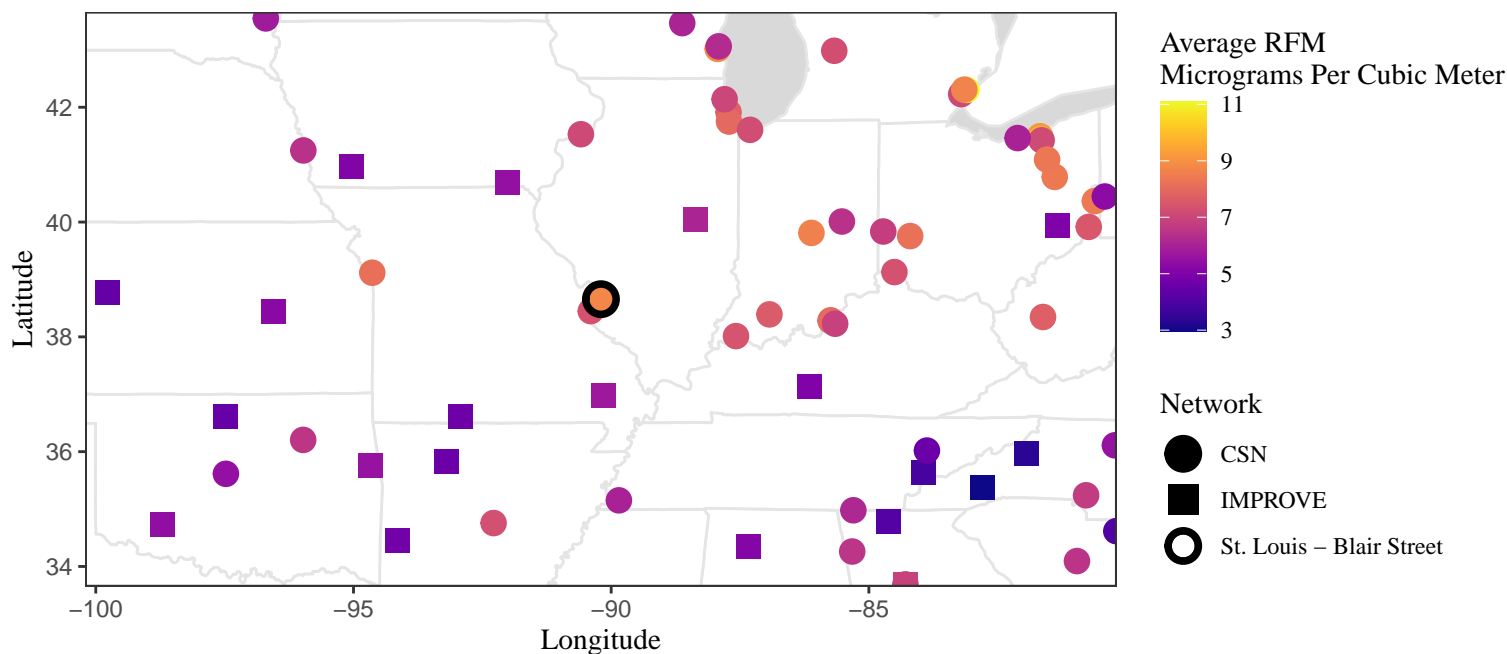 42
40
38
36
34
Latitude
−100
−95
−90
−85
Longitude
Average RFM
Micrograms Per Cubic Meter
11
9
7
5
3
Network
CSN
IMPROVE
St. Louis − Blair Street